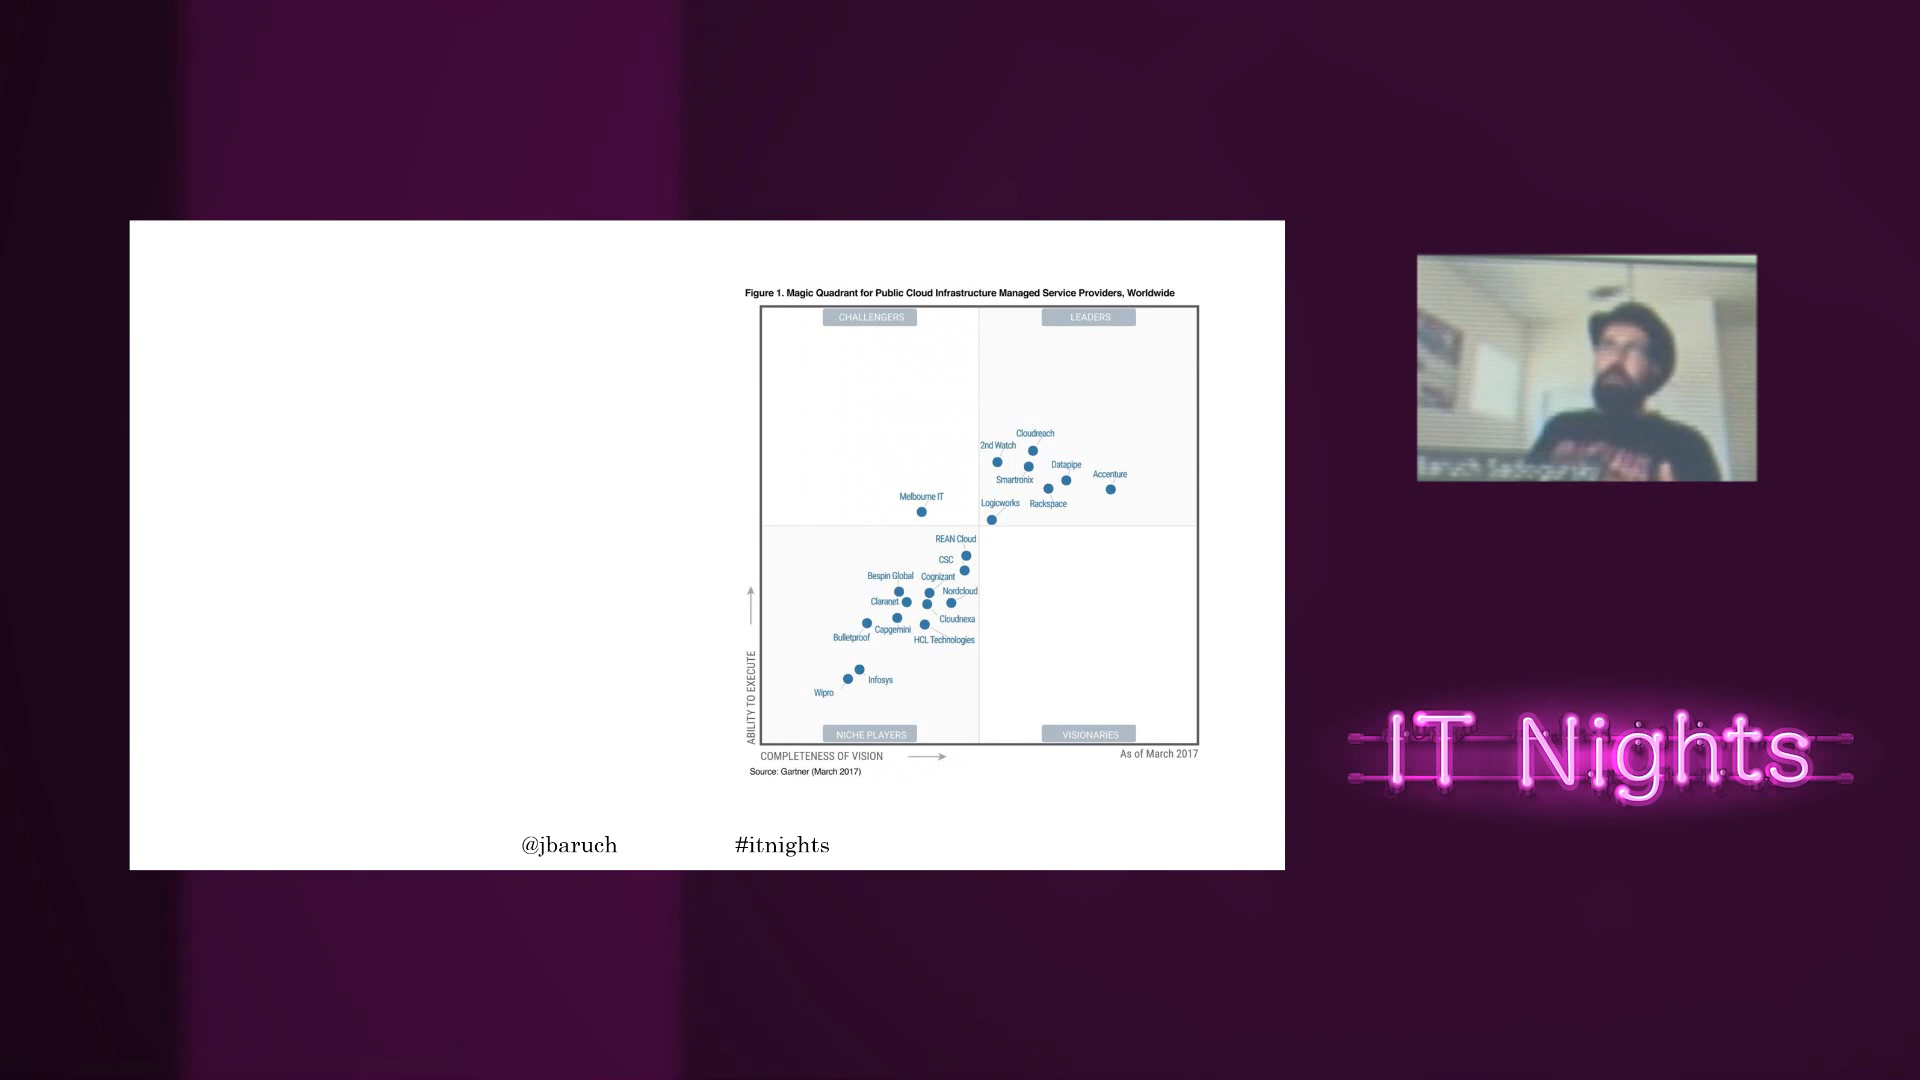 Figure 1. Magic Quadrant for Public Cloud Infrastructure Managed Service Providers, Worldwide
CHALLENGERS
LEADERS
Cloudreach
2nd Watch
Datapipe
Smartronix
Accenture
Melbourne IT
Logicworks
Rackspace
REAN Cloud
CSC
Bespin Global
Cognizant
Nordcloud
Claranet
Cloudnexa
Capgemini
Bulletproof
HCL Technologies
Infosys
Wipro
ABILITY TO EXECUTE
NICHE PLAYERS
VISIONARIES
COMPLETENESS OF VISION
As of March 2017
Source: Gartner (March 2017)
@jbaruch
#itnights
Baruch Sadogursky
IT Nights